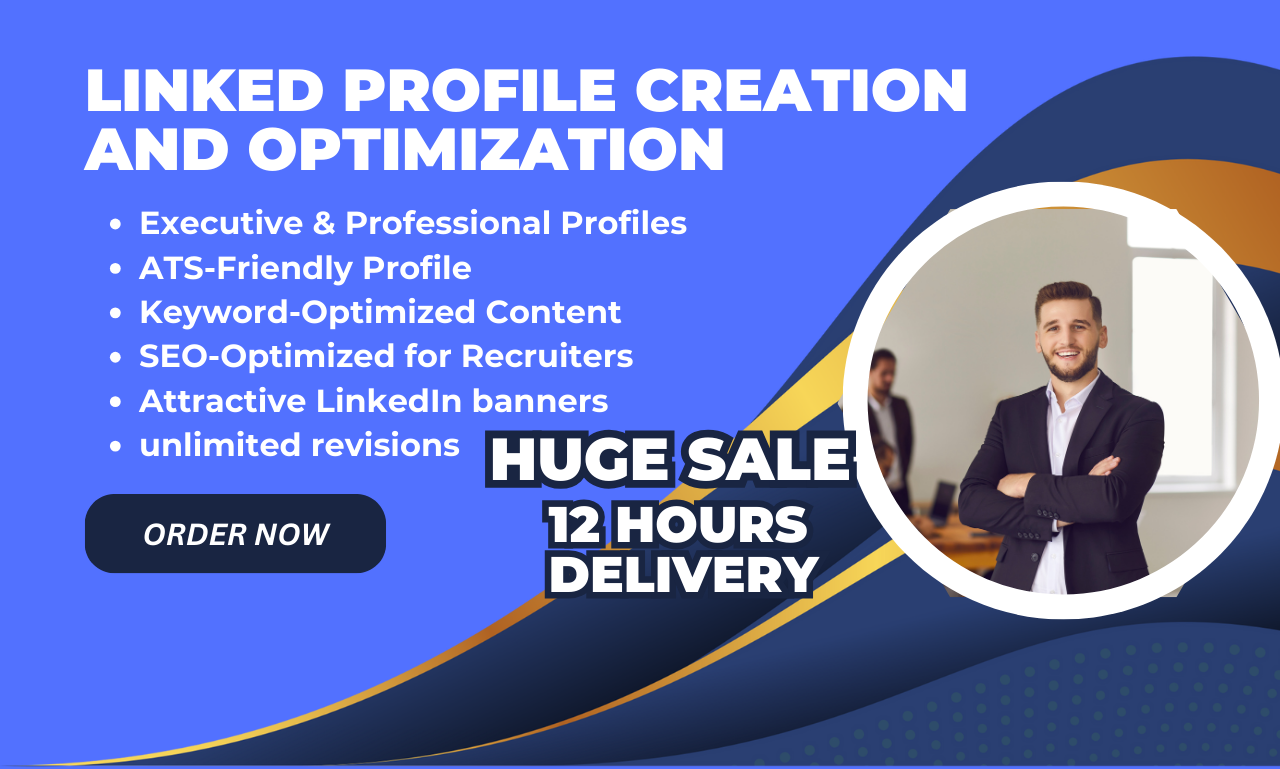 LINKED PROFILE CREATION
AND OPTIMIZATION
• Executive & Professional Profiles
• ATS-Friendly Profile
• Keyword-Optimized Content
• SEO-Optimized for Recruiters
• Attractive LinkedIn banners
• unlimited revisions
HUGE SALE-
12 HOURS
DELIVERY
ORDER NOW